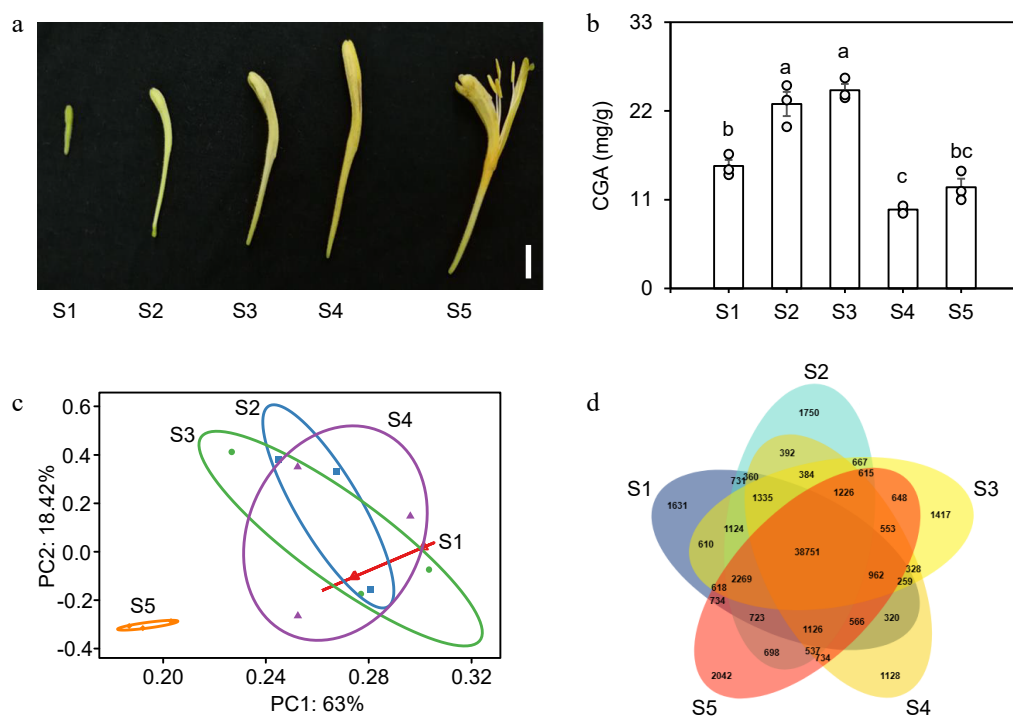 a
S1
S2
S3
S4
S5
b
CGA (mg/g)
33
22
11
0
b
a
a
c
bc
S1
S2
S3
S4
S5
c
PC2: 18.42%
0.6
0.4
0.2
0.0
-0.2
-0.4
S2
S3
S4
S1
S5
0.20
0.24
0.28
0.32
PC1: 63%
d
S2
1750
S1
S3
392
667
731
360
384
615
1631
1335
1226
648
1417
1124
553
610
38751
328
618
2269
962
259
734
723
1126
566
320
698
537
734
2042
1128
S5
S4